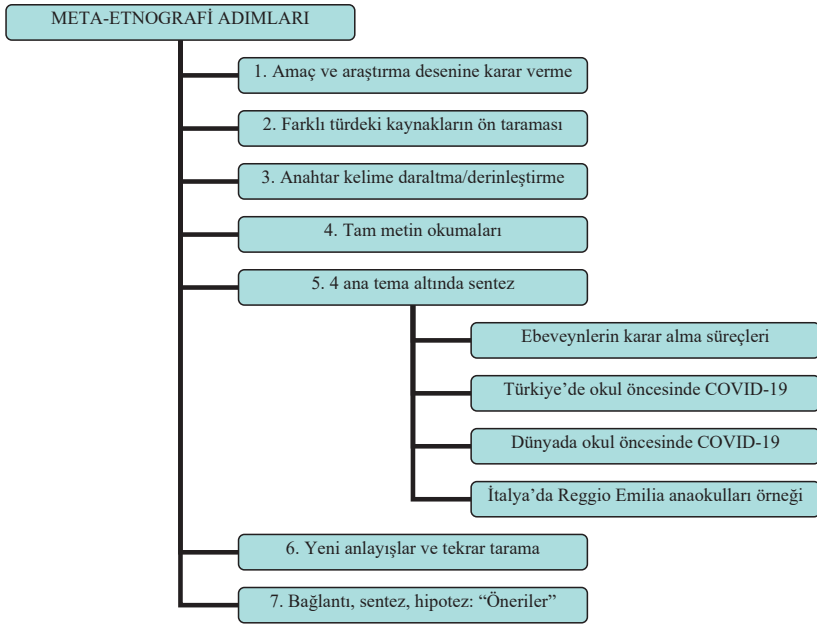 META-ETNOGRAFİ ADIMLARI
1. Amaç ve araştırma desenine karar verme
2. Farklı türdeki kaynakların ön taraması
3. Anahtar kelime daraltma/derinleştirme
4. Tam metin okumaları
5. 4 ana tema altında sentez
Ebeveynlerin karar alma süreçleri
Türkiye’de okul öncesinde COVID-19
Dünyada okul öncesinde COVID-19
İtalya’da Reggio Emilia anaokulları örneği
6. Yeni anlayışlar ve tekrar tarama
7. Bağlantı, sentez, hipotez: “Öneriler”